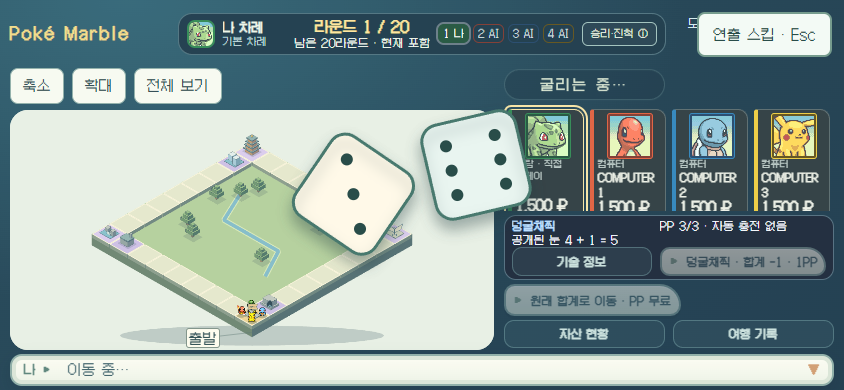 Poké Marble
나 차례
기본 차례
라운드 1 / 20
남은 20라운드 · 현재 포함
1 나
2 AI
3 AI
4 AI
승리·진척 ⓘ
연출 스킵 · Esc
축소
확대
전체 보기
굴리는 중…
컴퓨터
COMPUTER 1
1,500 ₽
컴퓨터
COMPUTER 2
1,500 ₽
컴퓨터
COMPUTER 3
1,500 ₽
· 직접
1,500 ₽
덩굴채찍
PP 3/3 · 자동 충전 없음
공개된 눈 4 + 1 = 5
기술 정보
▶ 덩굴채찍 · 합계 -1 · 1PP
▶ 원래 합계로 이동 · PP 무료
자산 현황
여행 기록
출발
나 ▶ 이동 중…